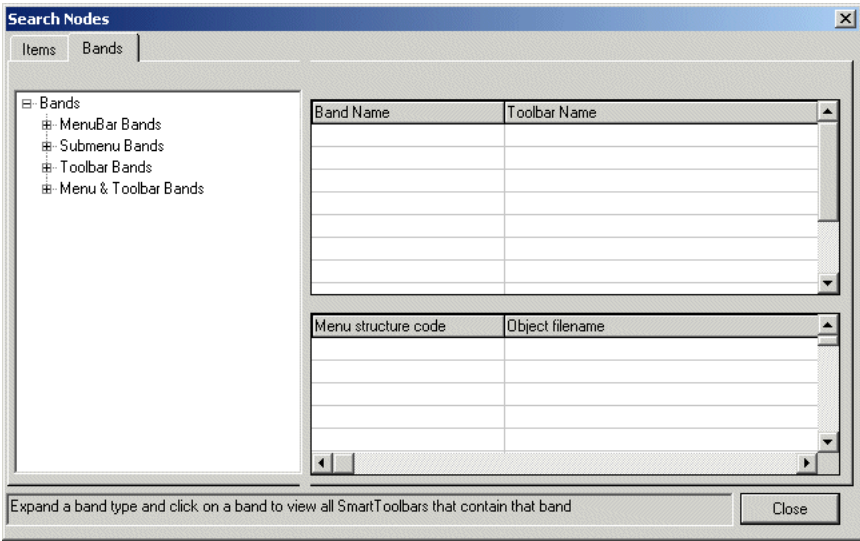 Search Nodes
Items Bands
Bands
MenuBar Bands
Submenu Bands
Toolbar Bands
Menu & Toolbar Bands
Band Name Toolbar Name
Menu structure code Object filename
Expand a band type and click on a band to view all SmartToolbars that contain that band
Close